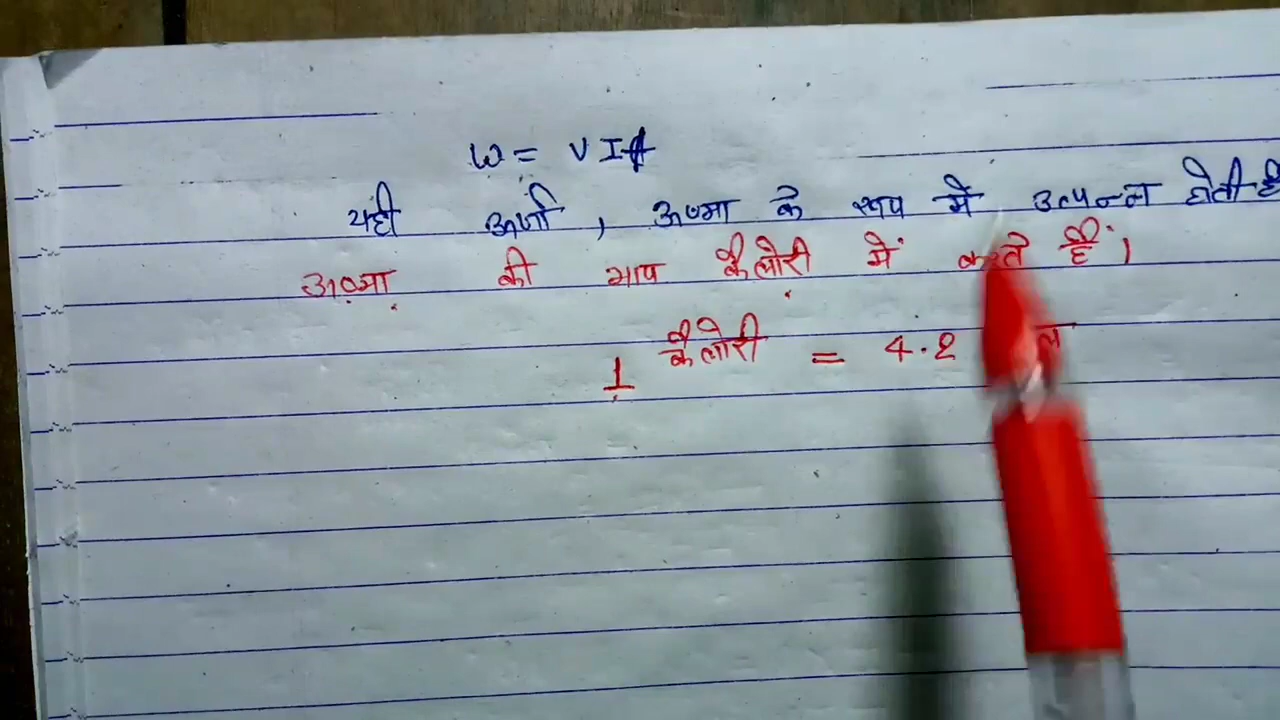 W = VIt
यही ऊर्जा, ऊष्मा के रूप में उत्पन्न होती है
ऊष्मा की माप कैलोरी में करते हैं।
1 कैलोरी = 4.2